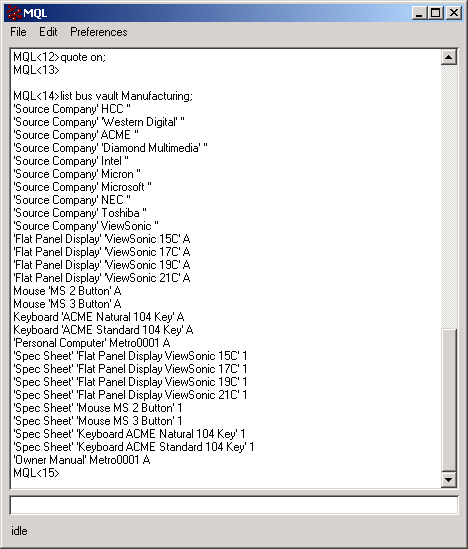 MQL
File Edit Preferences
MQL<12>quote on;
MQL<13>
MQL<14>list bus vault Manufacturing;
'Source Company' HCC ''
'Source Company' 'Western Digital' ''
'Source Company' ACME ''
'Source Company' 'Diamond Multimedia' ''
'Source Company' Intel ''
'Source Company' Micron ''
'Source Company' Microsoft ''
'Source Company' NEC ''
'Source Company' Toshiba ''
'Source Company' ViewSonic ''
'Flat Panel Display' 'ViewSonic 15C' A
'Flat Panel Display' 'ViewSonic 17C' A
'Flat Panel Display' 'ViewSonic 19C' A
'Flat Panel Display' 'ViewSonic 21C' A
Mouse 'MS 2 Button' A
Mouse 'MS 3 Button' A
Keyboard 'ACME Natural 104 Key' A
Keyboard 'ACME Standard 104 Key' A
'Personal Computer' Metro0001 A
'Spec Sheet' 'Flat Panel Display ViewSonic 15C' 1
'Spec Sheet' 'Flat Panel Display ViewSonic 17C' 1
'Spec Sheet' 'Flat Panel Display ViewSonic 19C' 1
'Spec Sheet' 'Flat Panel Display ViewSonic 21C' 1
'Spec Sheet' 'Mouse MS 2 Button' 1
'Spec Sheet' 'Mouse MS 3 Button' 1
'Spec Sheet' 'Keyboard ACME Natural 104 Key' 1
'Spec Sheet' 'Keyboard ACME Standard 104 Key' 1
'Owner Manual' Metro0001 A
MQL<15>
idle